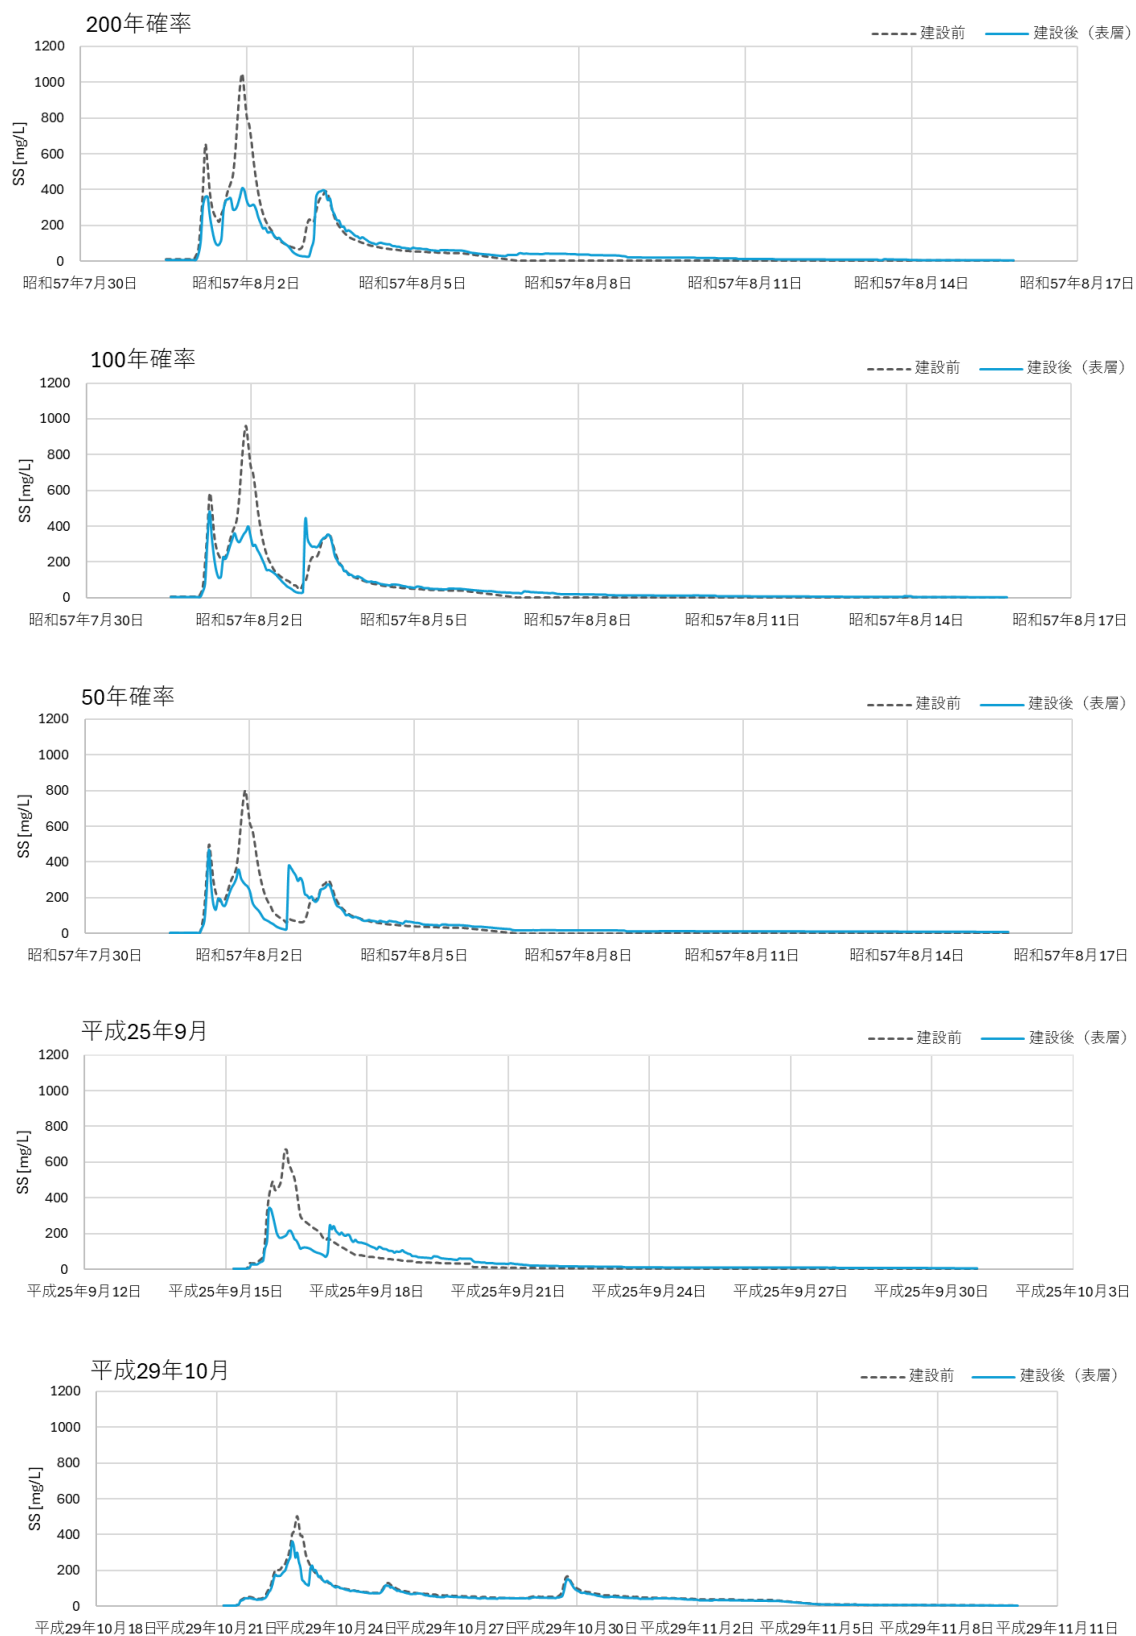 200年確率
建設前 建設後（表層）
1200
1000
800
600
400
200
0
SS [mg/L]
昭和57年7月30日 昭和57年8月2日 昭和57年8月5日 昭和57年8月8日 昭和57年8月11日 昭和57年8月14日 昭和57年8月17日
100年確率
建設前 建設後（表層）
1200
1000
800
600
400
200
0
SS [mg/L]
昭和57年7月30日 昭和57年8月2日 昭和57年8月5日 昭和57年8月8日 昭和57年8月11日 昭和57年8月14日 昭和57年8月17日
50年確率
建設前 建設後（表層）
1200
1000
800
600
400
200
0
SS [mg/L]
昭和57年7月30日 昭和57年8月2日 昭和57年8月5日 昭和57年8月8日 昭和57年8月11日 昭和57年8月14日 昭和57年8月17日
平成25年9月
建設前 建設後（表層）
1200
1000
800
600
400
200
0
SS [mg/L]
平成25年9月12日 平成25年9月15日 平成25年9月18日 平成25年9月21日 平成25年9月24日 平成25年9月27日 平成25年9月30日 平成25年10月3日
平成29年10月
建設前 建設後（表層）
1200
1000
800
600
400
200
0
SS [mg/L]
平成29年10月18日 平成29年10月21日 平成29年10月24日 平成29年10月27日 平成29年10月30日 平成29年11月2日 平成29年11月5日 平成29年11月8日 平成29年11月11日